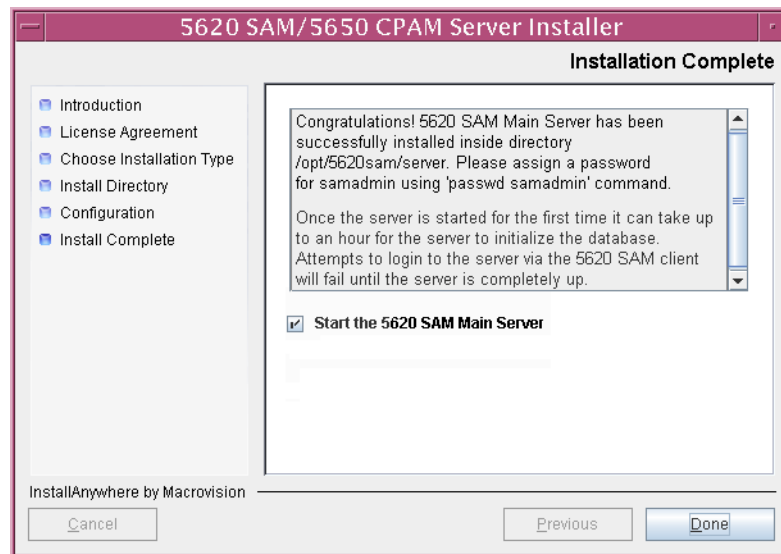 5620 SAM/5650 CPAM Server Installer
Installation Complete
Introduction
License Agreement
Choose Installation Type
Install Directory
Configuration
Install Complete
Congratulations! 5620 SAM Main Server has been
successfully installed inside directory
/opt/5620sam/server. Please assign a password
for samadmin using 'passwd samadmin' command.
Once the server is started for the first time it can take up
to an hour for the server to initialize the database.
Attempts to login to the server via the 5620 SAM client
will fail until the server is completely up.
Start the 5620 SAM Main Server
InstallAnywhere by Macrovision
Cancel
Previous
Done